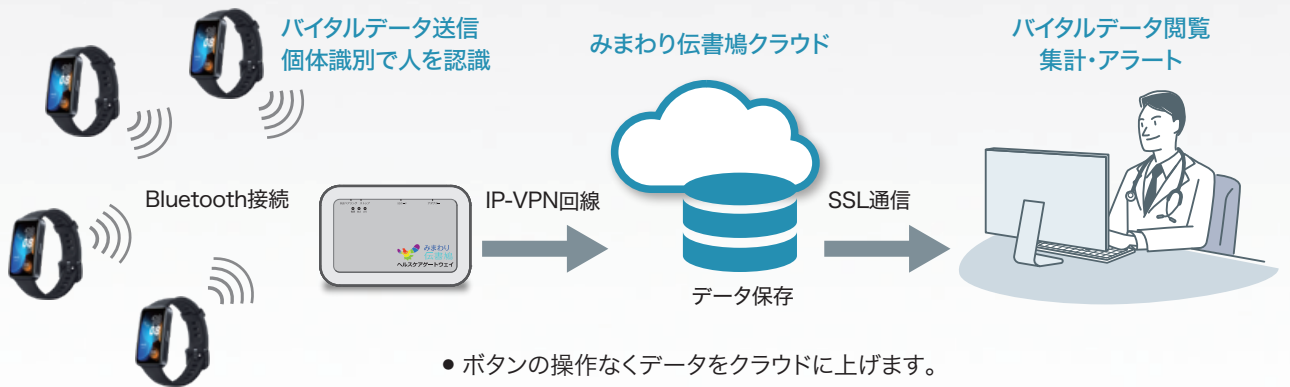 バイタルデータ送信
個体識別で人を認識
みまわり伝書鳩クラウド
バイタルデータ閲覧
集計・アラート
Bluetooth接続
IP-VPN回線
SSL通信
みまわり
伝書鳩
ヘルスケアゲートウェイ
データ保存
• ボタンの操作なくデータをクラウドに上げます。